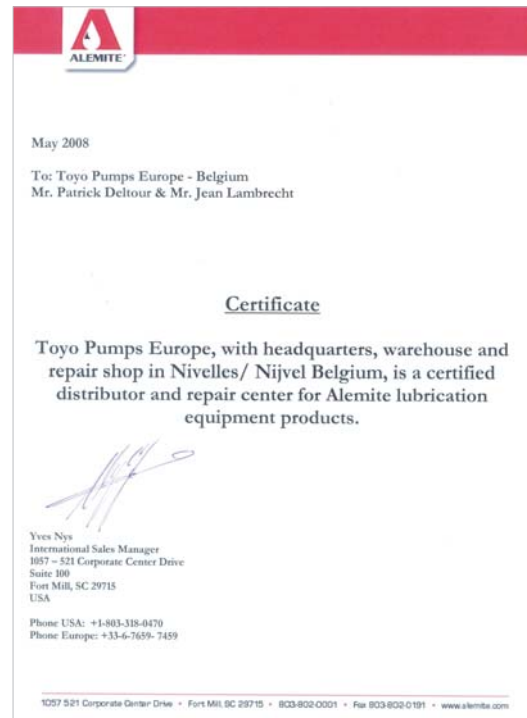 ALEMITE
May 2008
To: Toyo Pumps Europe - Belgium
Mr. Patrick Deltour & Mr. Jean Lambrecht
Certificate
Toyo Pumps Europe, with headquarters, warehouse and
repair shop in Nivelles/ Nijvel Belgium, is a certified
distributor and repair center for Alemite lubrication
equipment products.
Yves Nys
International Sales Manager
1057 – 521 Corporate Center Drive
Suite 100
Fort Mill, SC 29715
USA
Phone USA: +1-803-318-0470
Phone Europe: +33-6-7659- 7459
1057 521 Corporate Center Drive • Fort Mill, SC 29715 • 803-802-0001 • Fax 803-802-0191 • www.alemite.com